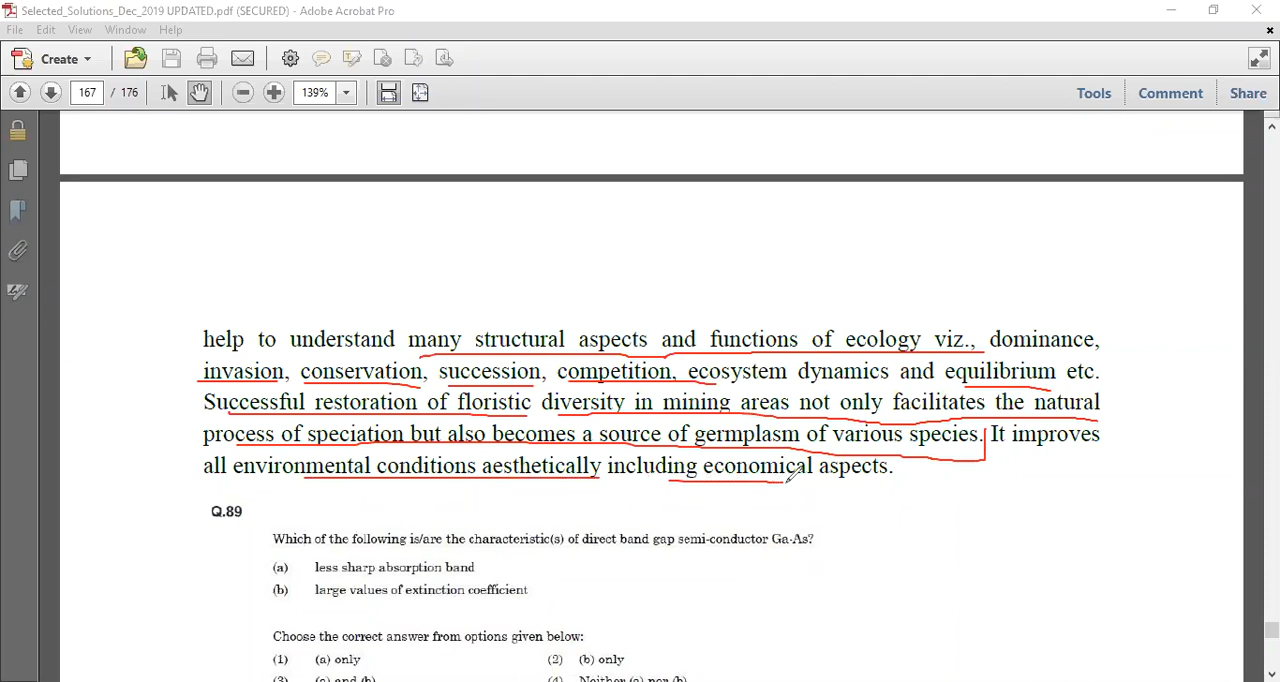 Selected_Solutions_Dec_2019 UPDATED.pdf (SECURED) - Adobe Acrobat Pro
File Edit View Window Help
Create
167 / 176 139% Tools Comment Share
help to understand many structural aspects and functions of ecology viz., dominance,
invasion, conservation, succession, competition, ecosystem dynamics and equilibrium etc.
Successful restoration of floristic diversity in mining areas not only facilitates the natural
process of speciation but also becomes a source of germplasm of various species. It improves
all environmental conditions aesthetically including economical aspects.
Q.89
Which of the following is/are the characteristic(s) of direct band gap semi-conductor Ga-As?
(a) less sharp absorption band
(b) large values of extinction coefficient
Choose the correct answer from options given below:
(1) (a) only (2) (b) only
(3) (a) and (b) (4) Neither (a) nor (b)